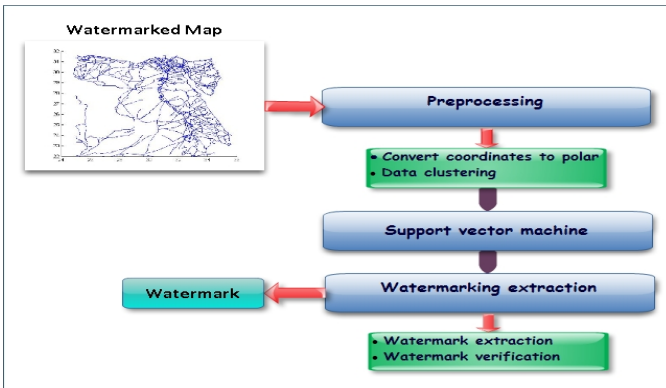 Watermarked Map
Preprocessing
• Convert coordinates to polar
• Data clustering
Support vector machine
Watermarking extraction
Watermark
• Watermark extraction
• Watermark verification